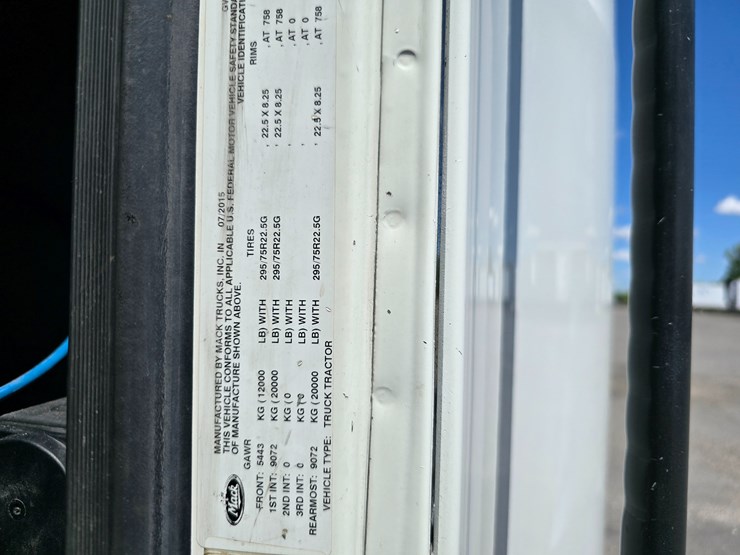 MANUFACTURED BY MACK TRUCKS, INC. IN 07/2015 GV
THIS VEHICLE CONFORMS TO ALL APPLICABLE U.S. FEDERAL MOTOR VEHICLE SAFETY STANDA
OF MANUFACTURE SHOWN ABOVE. VEHICLE IDENTIFICATI
GAWR TIRES RIMS
FRONT: 5443 KG ( 12000 LB) WITH 295/75R22.5G , 22.5 X 8.25 , AT 758
1ST INT: 9072 KG ( 20000 LB) WITH 295/75R22.5G , 22.5 X 8.25 , AT 758
2ND INT: 0 KG ( 0 LB) WITH , , AT 0
3RD INT: 0 KG ( 0 LB) WITH , , AT 0
REARMOST: 9072 KG ( 20000 LB) WITH 295/75R22.5G , 22.5 X 8.25 , AT 758
VEHICLE TYPE: TRUCK TRACTOR
Mack